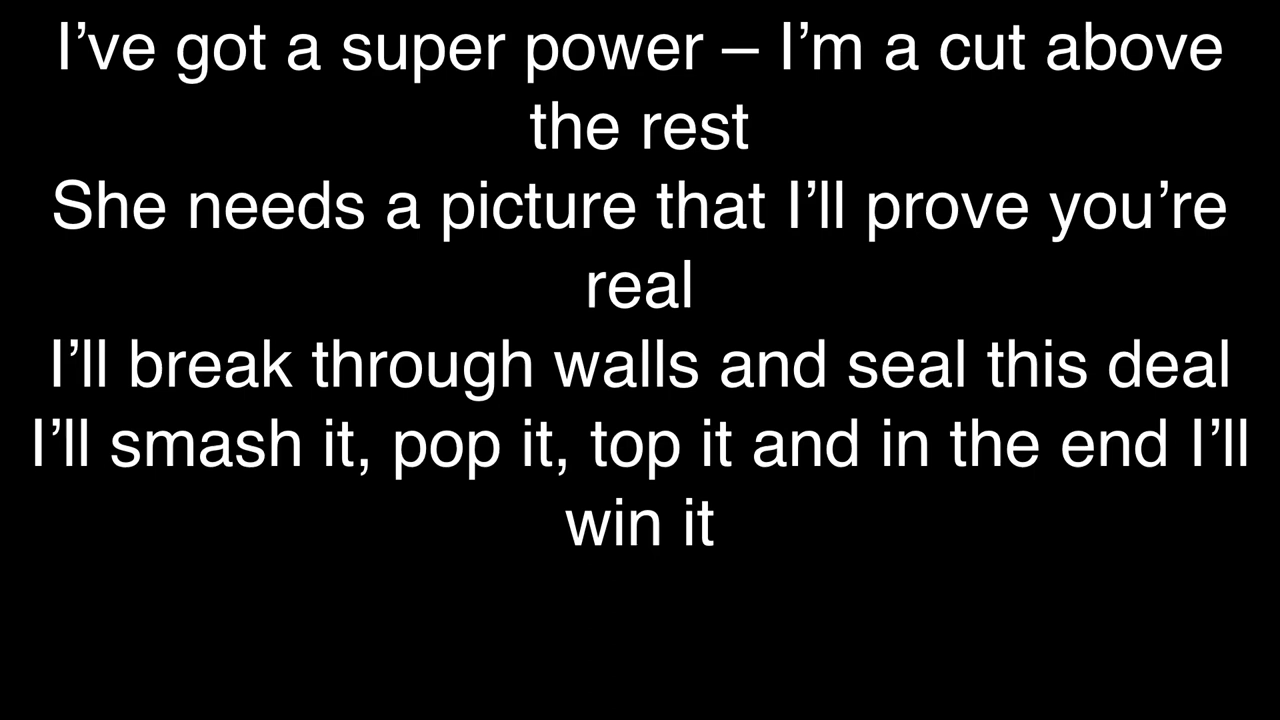 I’ve got a super power – I’m a cut above
the rest
She needs a picture that I’ll prove you’re
real
I’ll break through walls and seal this deal
I’ll smash it, pop it, top it and in the end I’ll
win it